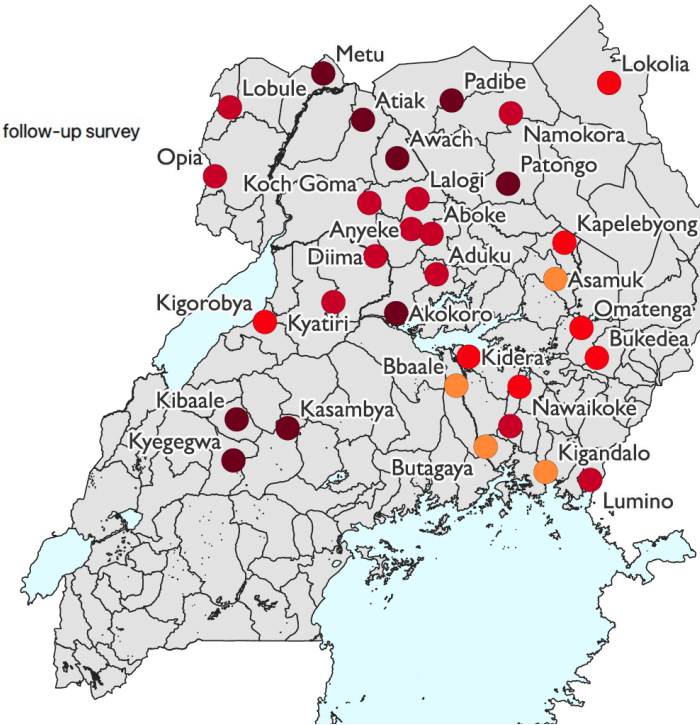 Metu
Lokolia
Lobule
Padibe
Atiak
follow-up survey
Namokora
Awach
Opia
Patongo
Koch Goma
Lalogi
Aboke
Kapelebyong
Anyeke
Diima
Aduku
Asamuk
Kigorobya
Omatenga
Kyatiri
Akokoro
Bukedea
Bbaale
Kidera
Kibaale
Kasambya
Nawaikoke
Kyegegwa
Kigandalo
Butagaya
Lumino